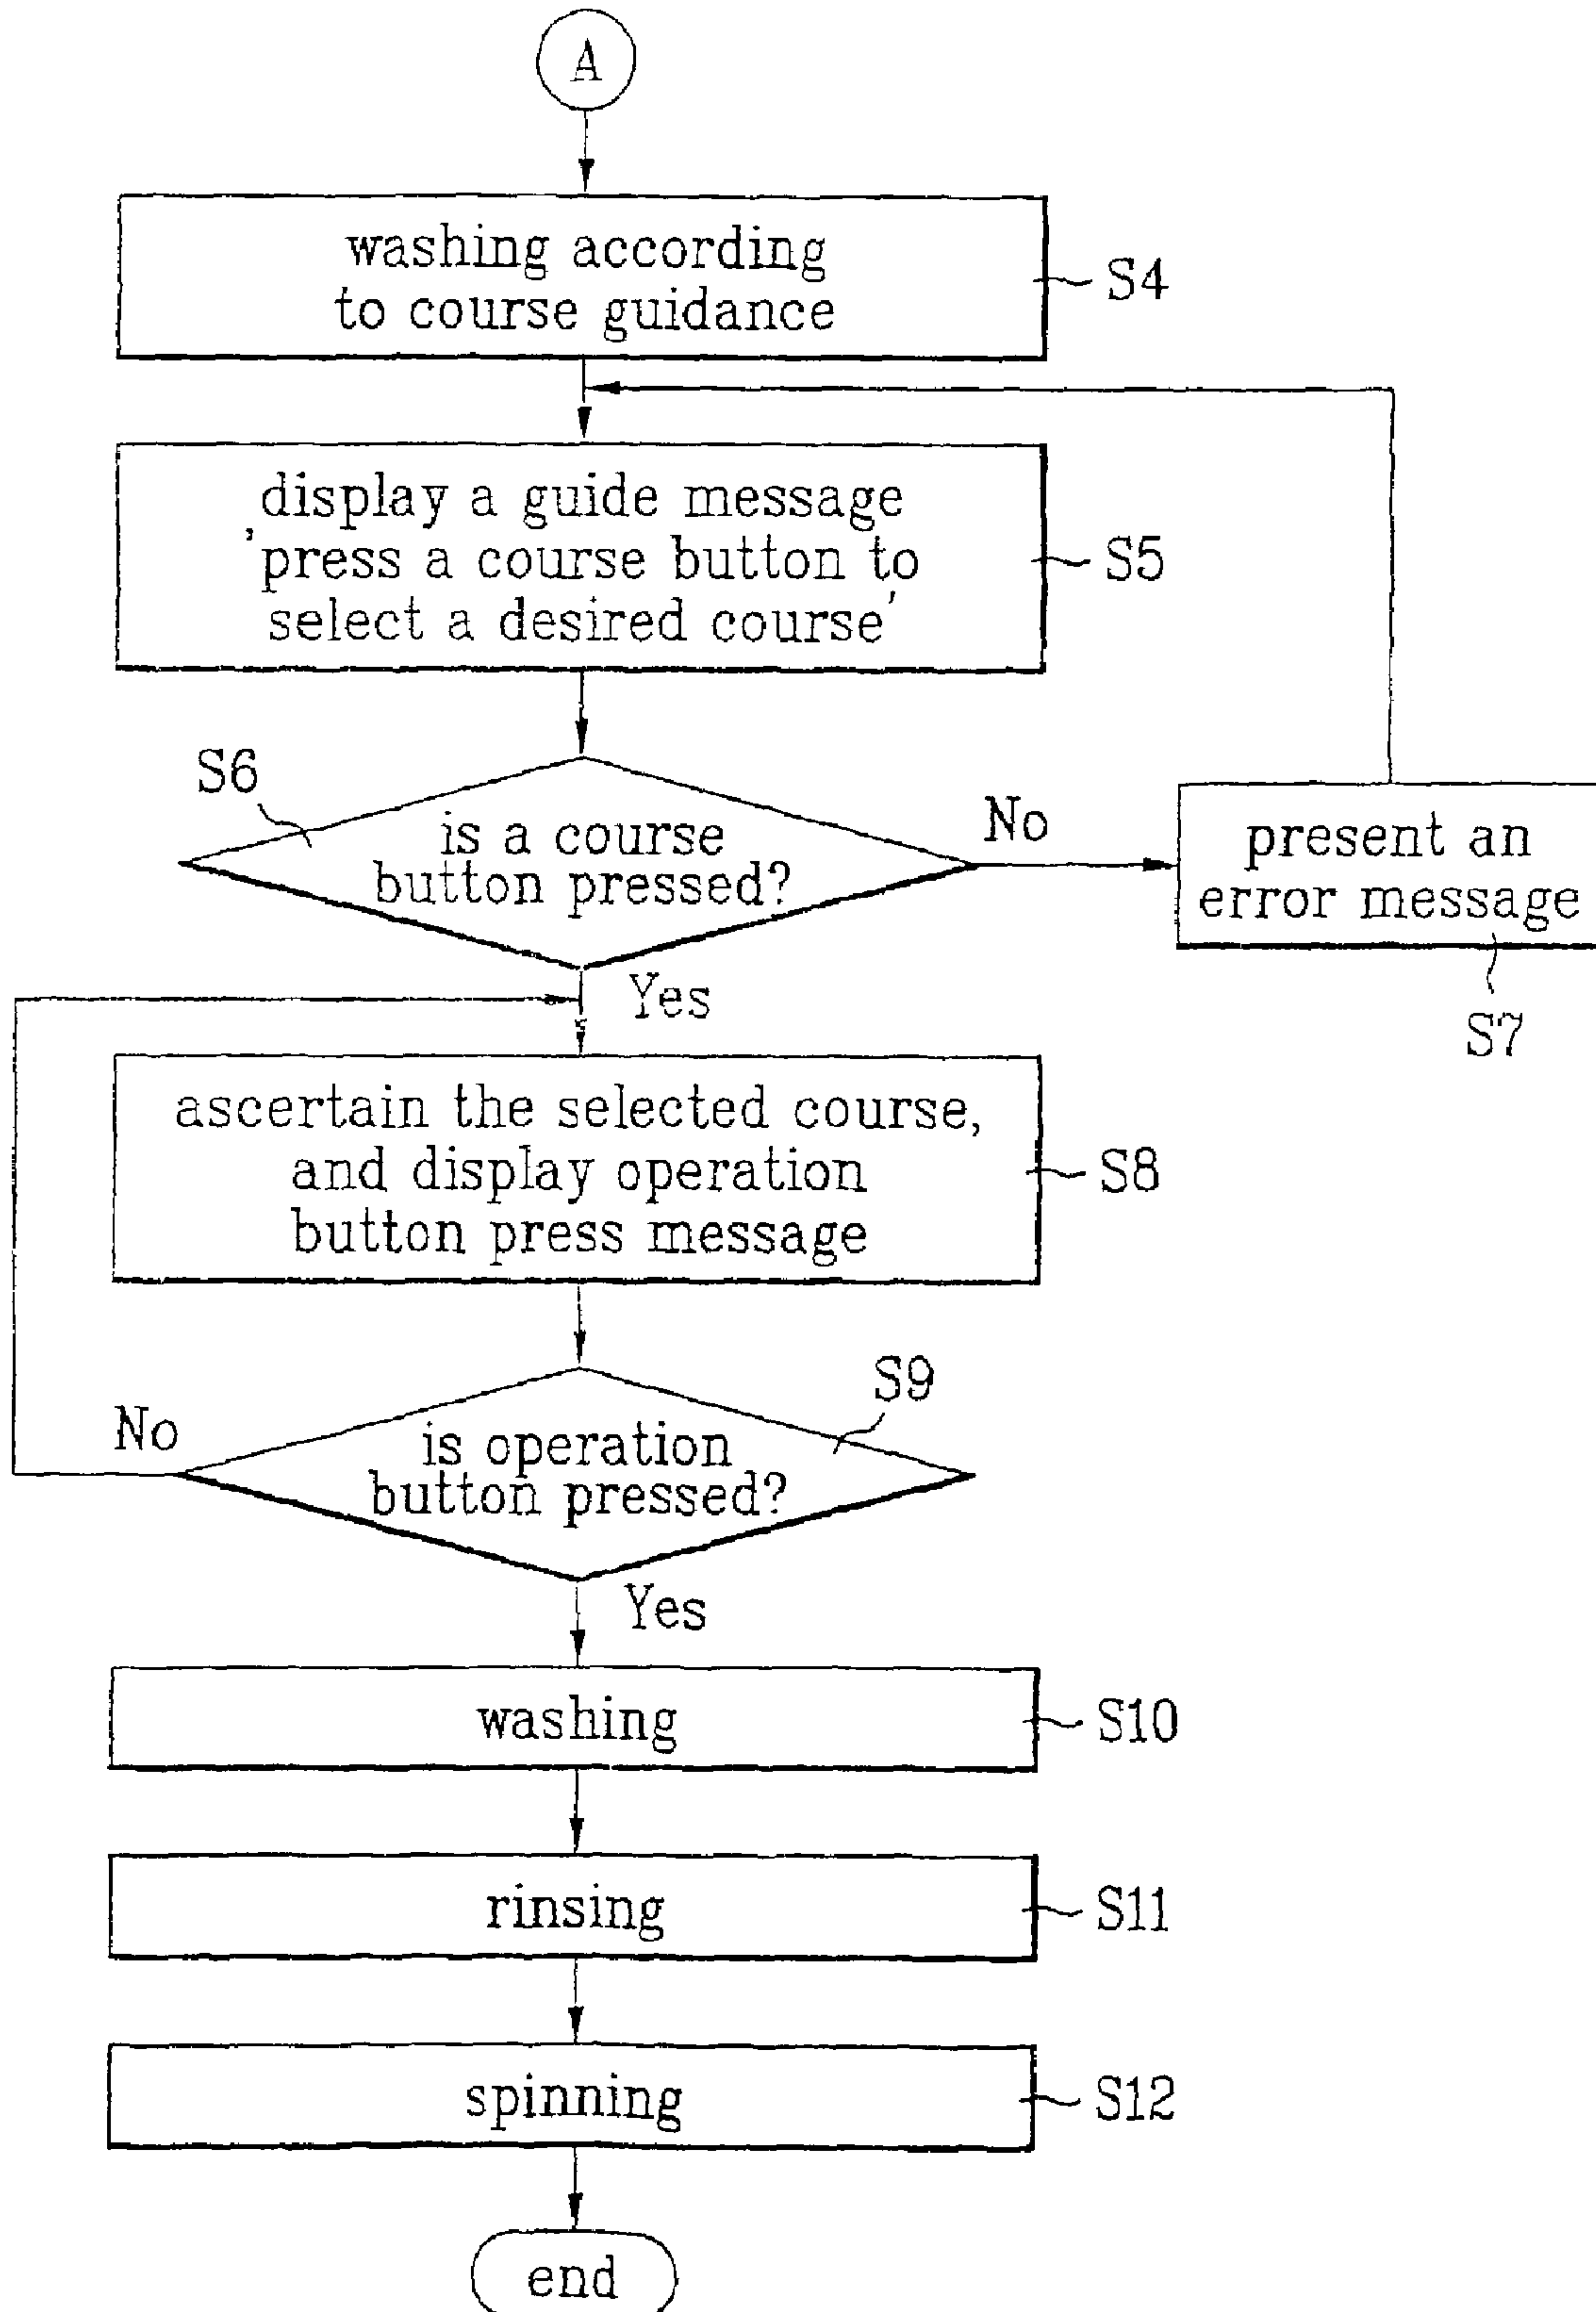 A
washing according
to course guidance
S4
display a guide message
'press a course button to
select a desired course'
S5
S6
is a course
button pressed?
No
present an
error message
S7
Yes
ascertain the selected course,
and display operation
button press message
S8
S9
No
is operation
button pressed?
Yes
washing
S10
rinsing
S11
spinning
S12
end